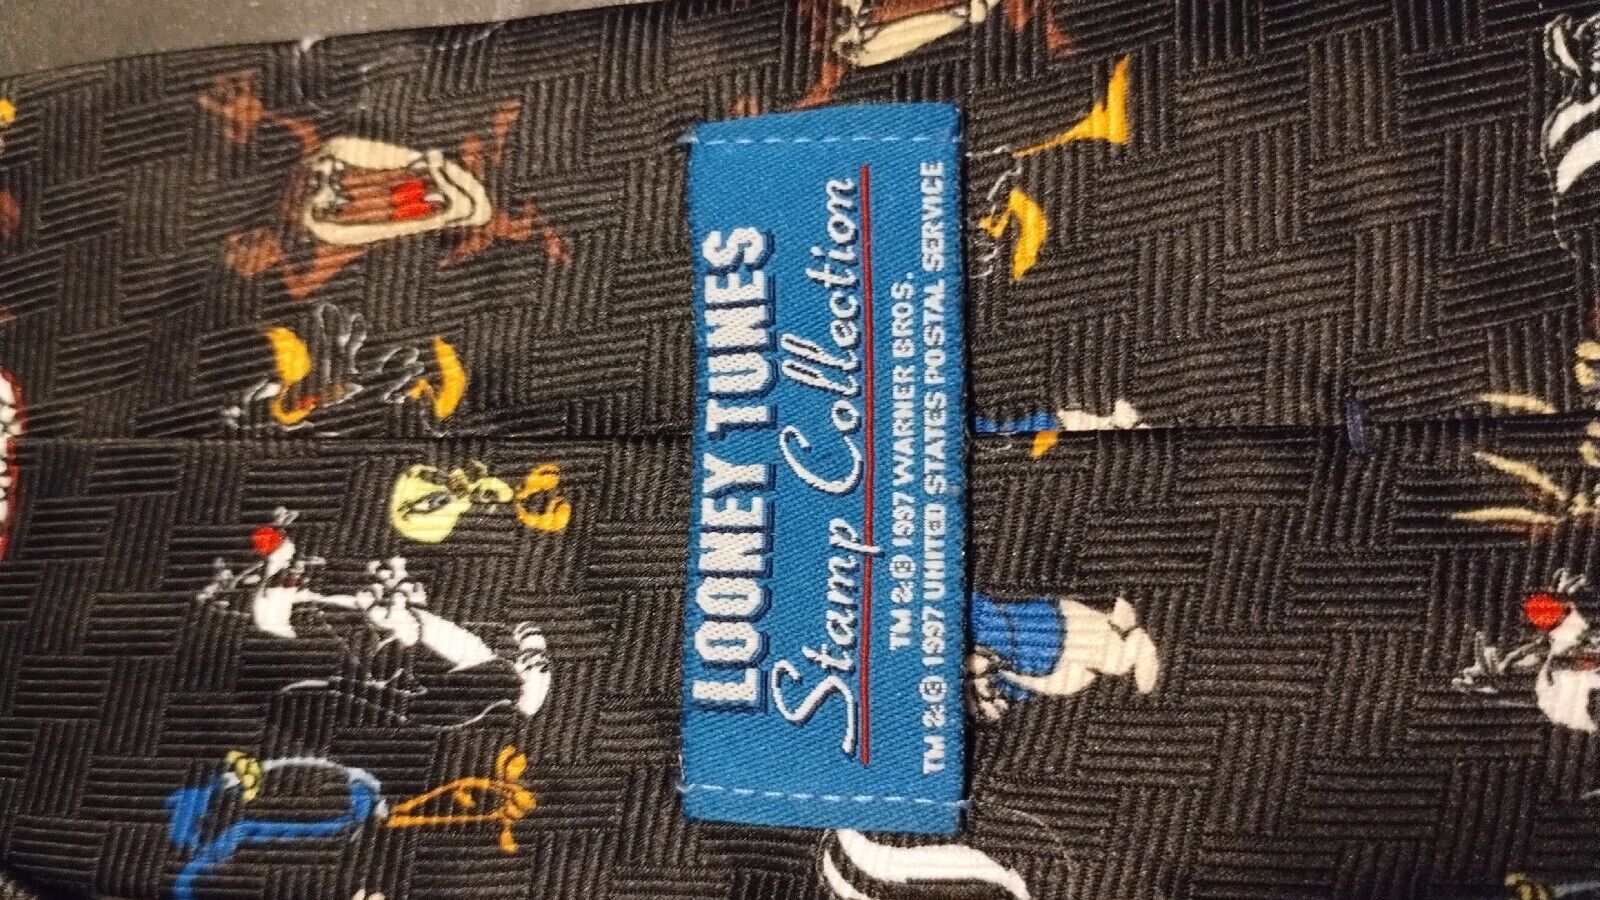 LOONEY TUNES
Stamp Collection
TM & © 1997 WARNER BROS.
TM & © 1997 UNITED STATES POSTAL SERVICE